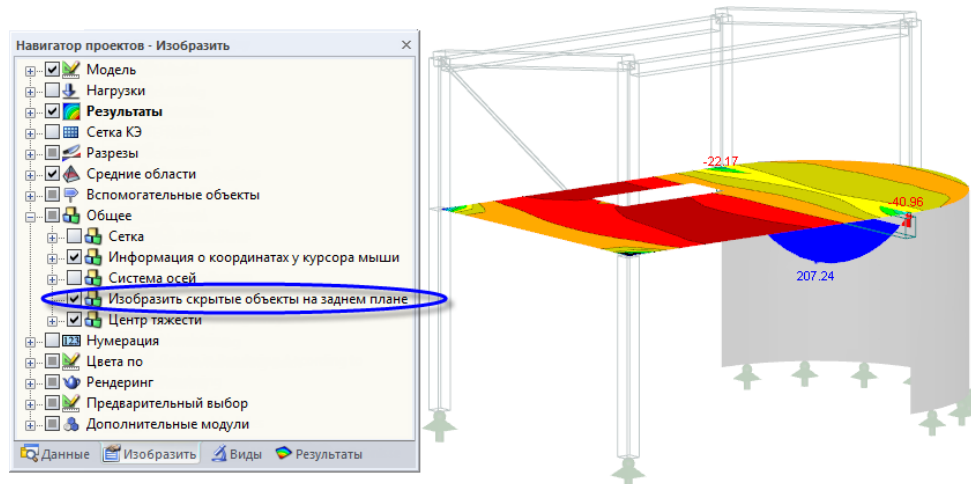 Навигатор проектов - Изобразить
Модель
Нагрузки
Результаты
Сетка КЭ
Разрезы
Средние области
Вспомогательные объекты
Общее
Сетка
Информация о координатах у курсора мыши
Система осей
Изобразить скрытые объекты на заднем плане
Центр тяжести
123 Нумерация
Цвета по
Рендеринг
Предварительный выбор
Дополнительные модули
Данные Изобразить Виды Результаты
-22.17
-40.96
207.24